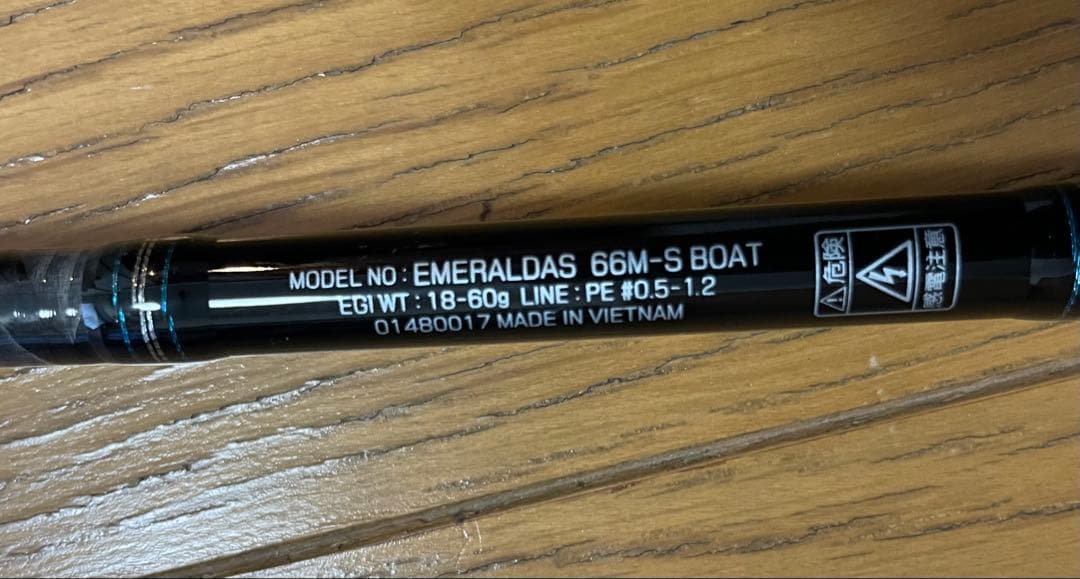 MODEL NO : EMERALDAS 66M-S BOAT
EGI WT : 18-60g LINE : PE #0.5-1.2
01480017 MADE IN VIETNAM
危険
感電注意